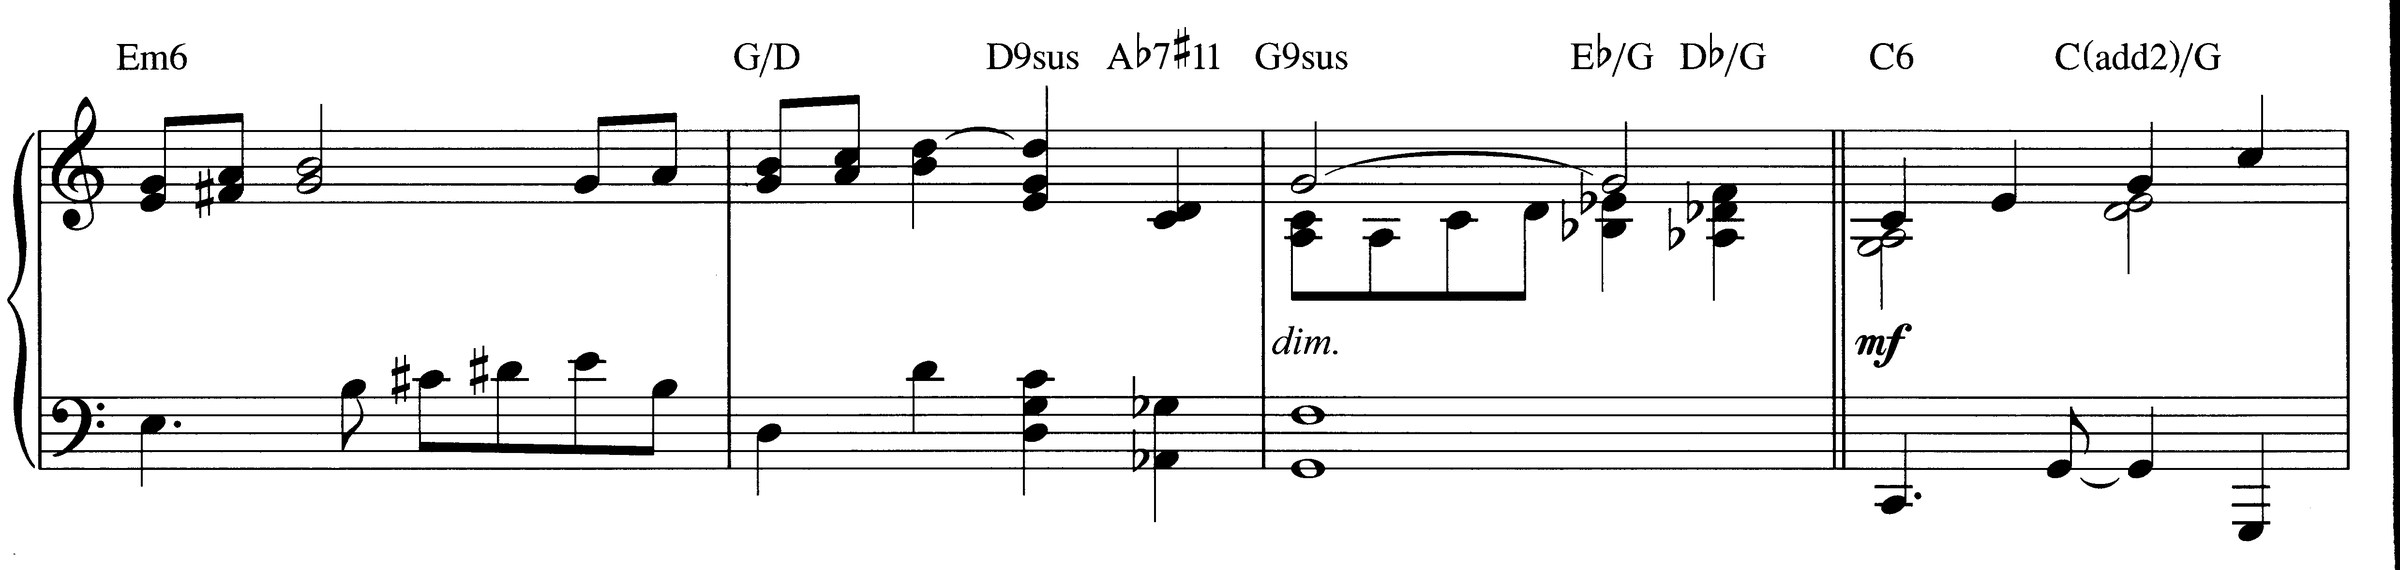 Em6 G/D D9sus A♭7♯11 G9sus E♭/G D♭/G C6 C(add2)/G
dim. mf